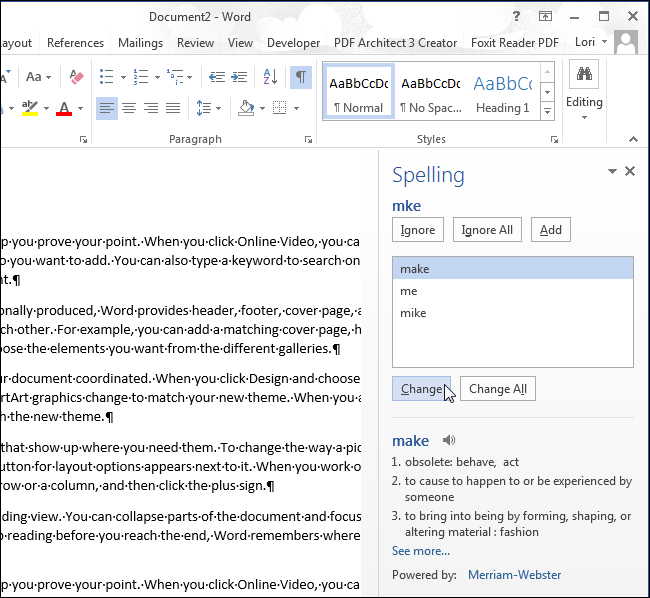 Document2 - Word
?
ayout References Mailings Review View Developer PDF Architect 3 Creator Foxit Reader PDF Lori
Aa
¶
AaBbCcDc AaBbCcDc AaBbCc
¶ Normal ¶ No Spac... Heading 1
Editing
aby A
Paragraph Styles
Spelling
mke
Ignore Ignore All Add
make
me
mike
Change Change All
make
1. obsolete: behave, act
2. to cause to happen to or be experienced by
someone
3. to bring into being by forming, shaping, or
altering material : fashion
See more...
Powered by: Merriam-Webster
p·you·prove·your·point.·When·you·click·Online·Video,·you·ca
o·you·want·to·add.·You·can·also·type·a·keyword·to·search·on
nt.¶
onally·produced,·Word·provides·header,·footer,·cover·page,·a
ch·other.·For·example,·you·can·add·a·matching·cover·page,·h
oose·the·elements·you·want·from·the·different·galleries.¶
ur·document·coordinated.·When·you·click·Design·and·choose
rtArt·graphics·change·to·match·your·new·theme.·When·you·a
h·the·new·theme.¶
that·show·up·where·you·need·them.·To·change·the·way·a·pic
utton·for·layout·options·appears·next·to·it.·When·you·work·o
row·or·a·column,·and·then·click·the·plus·sign.¶
ding·view.·You·can·collapse·parts·of·the·document·and·focus
p·reading·before·you·reach·the·end,·Word·remembers·where
p·you·prove·your·point.·When·you·click·Online·Video,·you·ca